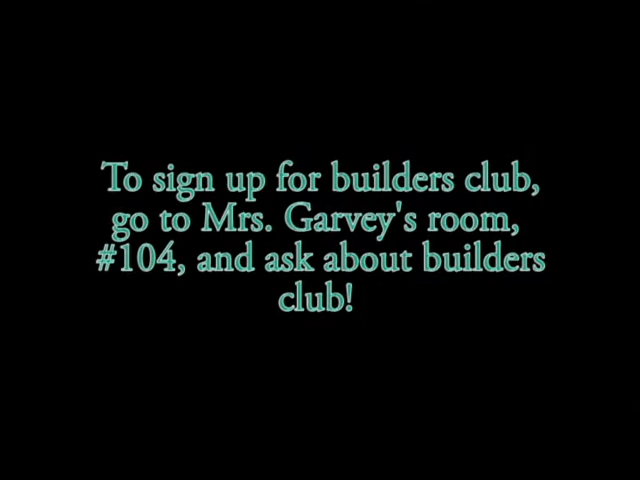 To sign up for builders club,
go to Mrs. Garvey's room,
#104, and ask about builders
club!